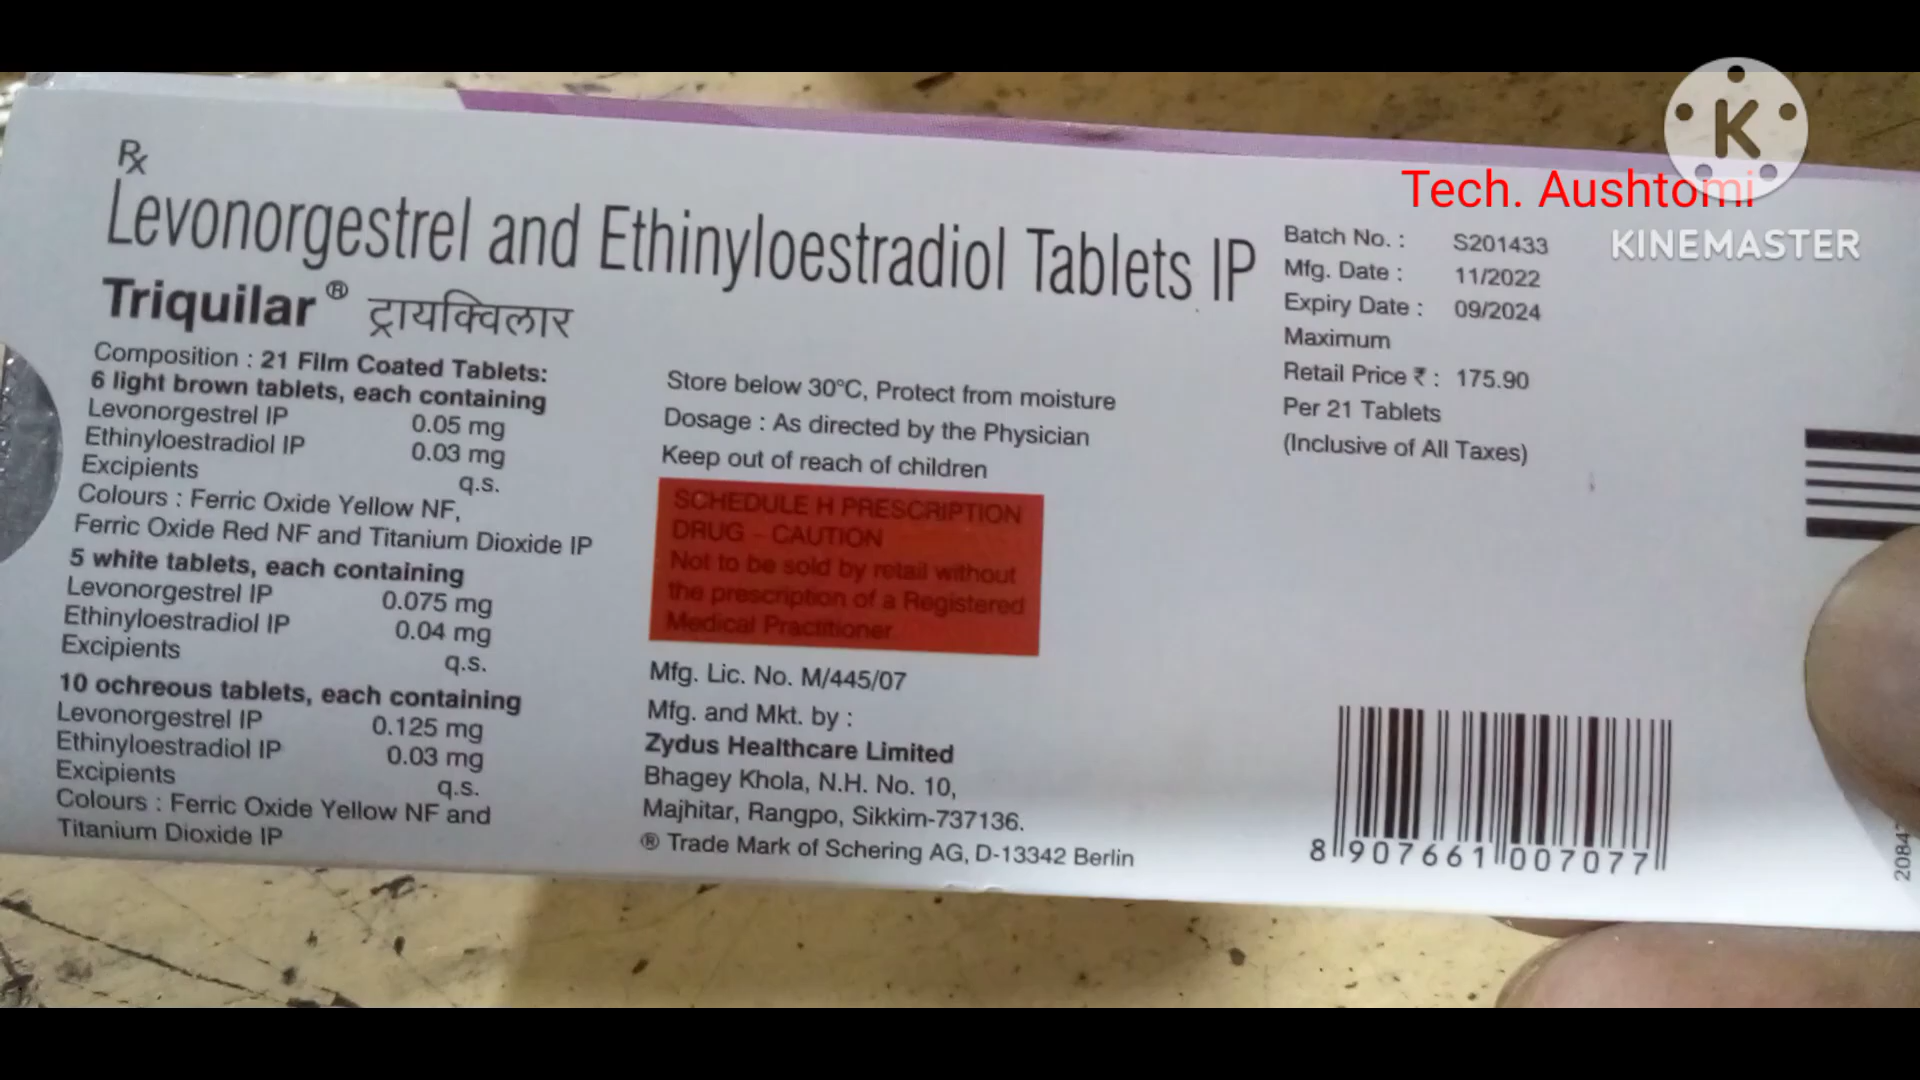 Rx
Levonorgestrel and Ethinyloestradiol Tablets IP
Triquilar® ट्रायक्विलार
Composition : 21 Film Coated Tablets:
6 light brown tablets, each containing
Levonorgestrel IP 0.05 mg
Ethinyloestradiol IP 0.03 mg
Excipients q.s.
Colours : Ferric Oxide Yellow NF,
Ferric Oxide Red NF and Titanium Dioxide IP
5 white tablets, each containing
Levonorgestrel IP 0.075 mg
Ethinyloestradiol IP 0.04 mg
Excipients q.s.
10 ochreous tablets, each containing
Levonorgestrel IP 0.125 mg
Ethinyloestradiol IP 0.03 mg
Excipients q.s.
Colours : Ferric Oxide Yellow NF and
Titanium Dioxide IP
Store below 30°C, Protect from moisture
Dosage : As directed by the Physician
Keep out of reach of children
SCHEDULE H PRESCRIPTION
DRUG - CAUTION
Not to be sold by retail without
the prescription of a Registered
Medical Practitioner.
Mfg. Lic. No. M/445/07
Mfg. and Mkt. by :
Zydus Healthcare Limited
Bhagey Khola, N.H. No. 10,
Majhitar, Rangpo, Sikkim-737136.
® Trade Mark of Schering AG, D-13342 Berlin
Tech. Aushtomi
K
KINEMASTER
Batch No. : S201433
Mfg. Date : 11/2022
Expiry Date : 09/2024
Maximum
Retail Price ₹ : 175.90
Per 21 Tablets
(Inclusive of All Taxes)
8 907661 007077